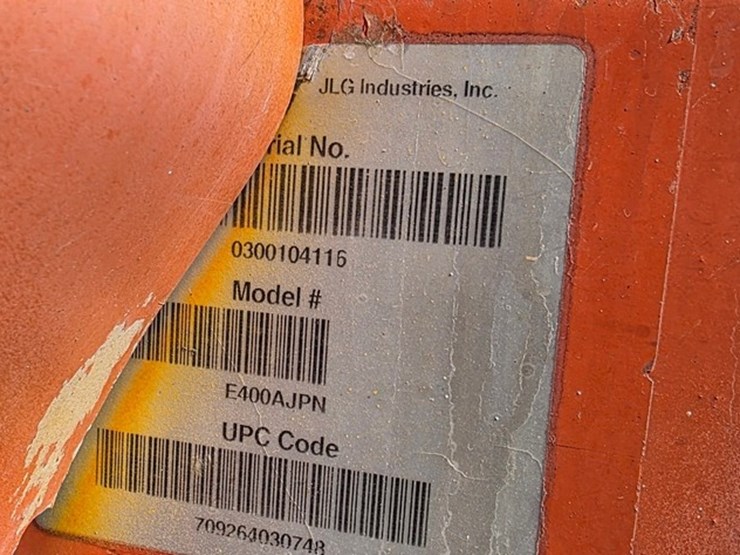 JLG Industries, Inc.
rial No.
0300104116
Model #
E400AJPN
UPC Code
709264030748